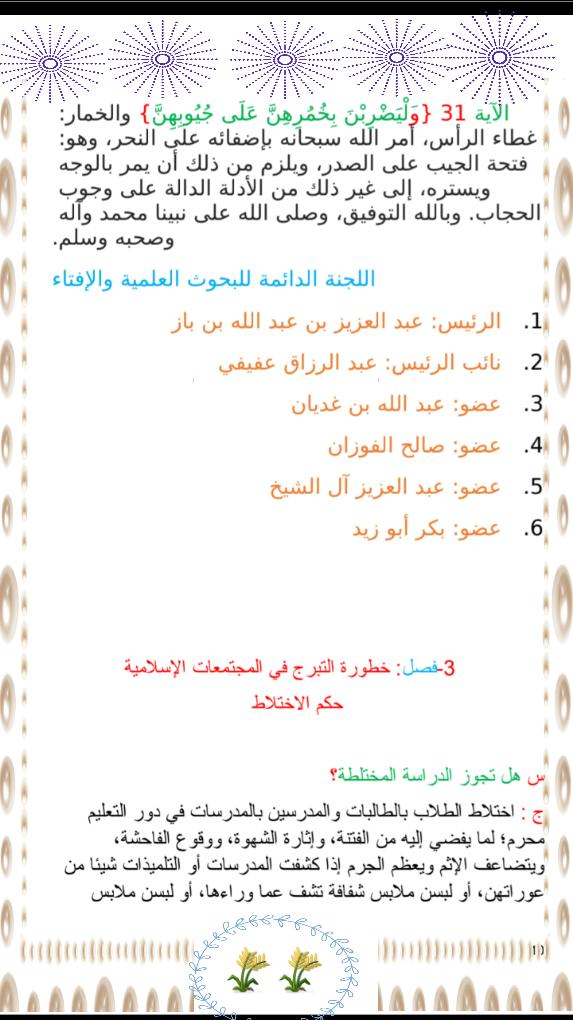 الآية 31 {وَلْيَضْرِبْنَ بِخُمُرِهِنَّ عَلَى جُيُوبِهِنَّ} والخمار:
غطاء الرأس، أمر الله سبحانه بإضفائه على النحر، وهو:
فتحة الجيب على الصدر، ويلزم من ذلك أن يمر بالوجه
ويستره، إلى غير ذلك من الأدلة الدالة على وجوب
الحجاب. وبالله التوفيق، وصلى الله على نبينا محمد وآله
وصحبه وسلم.
اللجنة الدائمة للبحوث العلمية والإفتاء
1. الرئيس: عبد العزيز بن عبد الله بن باز
2. نائب الرئيس: عبد الرزاق عفيفي
3. عضو: عبد الله بن غديان
4. عضو: صالح الفوزان
5. عضو: عبد العزيز آل الشيخ
6. عضو: بكر أبو زيد
3-فصل: خطورة التبرج في المجتمعات الإسلامية
حكم الاختلاط
س هل تجوز الدراسة المختلطة؟
ج : اختلاط الطلاب بالطالبات والمدرسين بالمدرسات في دور التعليم
محرم؛ لما يفضي إليه من الفتنة، وإثارة الشهوة، ووقوع الفاحشة،
ويتضاعف الإثم ويعظم الجرم إذا كشفت المدرسات أو التلميذات شيئا من
عوراتهن، أو لبسن ملابس شفافة تشف عما وراءها، أو لبسن ملابس
10